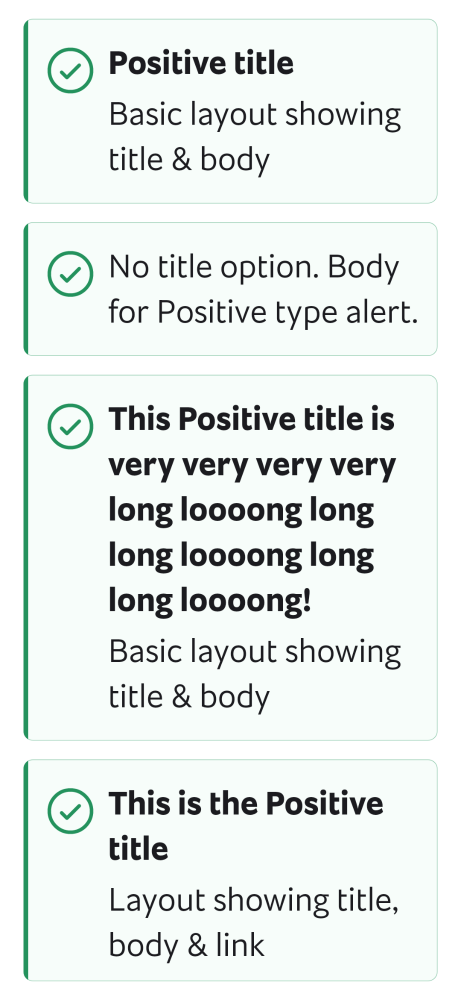 Positive title
Basic layout showing
title & body
No title option. Body
for Positive type alert.
This Positive title is
very very very very
long loooong long
long loooong long
long loooong!
Basic layout showing
title & body
This is the Positive
title
Layout showing title,
body & link